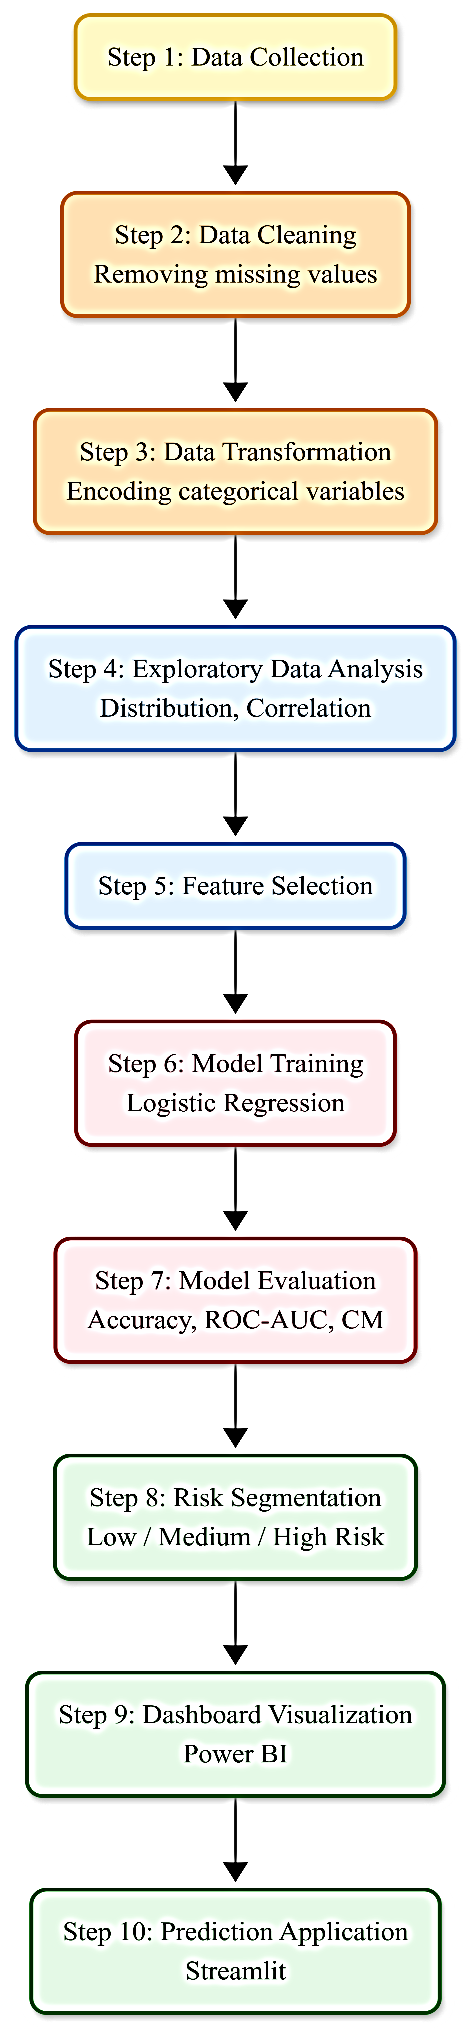 Step 1: Data Collection
Step 2: Data Cleaning
Removing missing values
Step 3: Data Transformation
Encoding categorical variables
Step 4: Exploratory Data Analysis
Distribution, Correlation
Step 5: Feature Selection
Step 6: Model Training
Logistic Regression
Step 7: Model Evaluation
Accuracy, ROC-AUC, CM
Step 8: Risk Segmentation
Low / Medium / High Risk
Step 9: Dashboard Visualization
Power BI
Step 10: Prediction Application
Streamlit